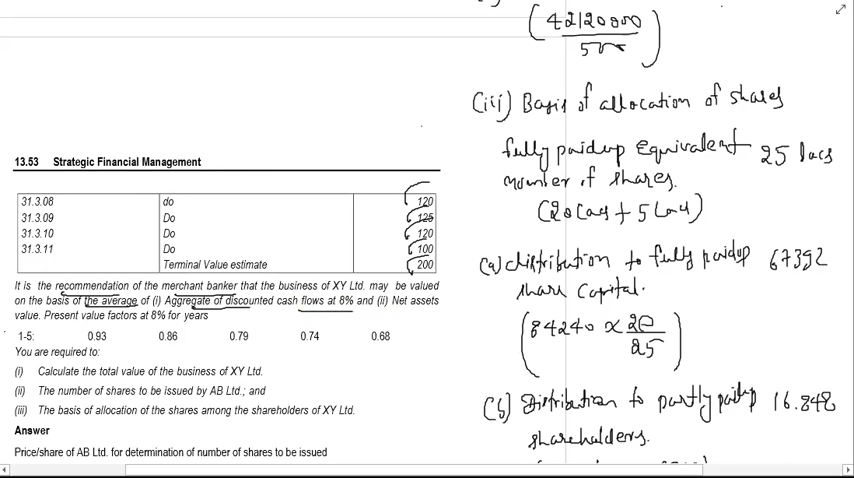 13.53 Strategic Financial Management
31.3.08 do 120
31.3.09 Do 125
31.3.10 Do 120
31.3.11 Do 100
Terminal Value estimate 200
It is the recommendation of the merchant banker that the business of XY Ltd. may be valued
on the basis of the average of (i) Aggregate of discounted cash flows at 8% and (ii) Net assets
value. Present value factors at 8% for years
1-5: 0.93 0.86 0.79 0.74 0.68
You are required to:
(i) Calculate the total value of the business of XY Ltd.
(ii) The number of shares to be issued by AB Ltd.; and
(iii) The basis of allocation of the shares among the shareholders of XY Ltd.
Answer
Price/share of AB Ltd. for determination of number of shares to be issued
(42120000
500)
(iii) Basis of allocation of shares
fully paidup Equivalent 25 lacs
number of shares.
(20 lacs + 5 lacs)
(a) distribution to fully paidup 67392
share capital.
(84240 x 20
25)
(b) Distribution to partly paidup 16.848
shareholders.